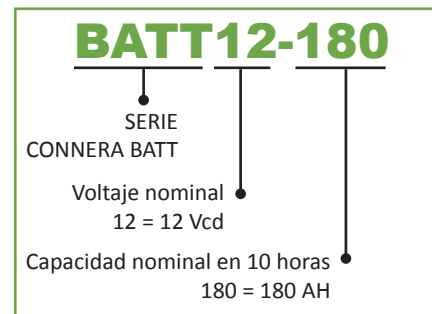 BATT12-180
SERIE
CONNERA BATT
Voltaje nominal
12 = 12 Vcd
Capacidad nominal en 10 horas
180 = 180 AH